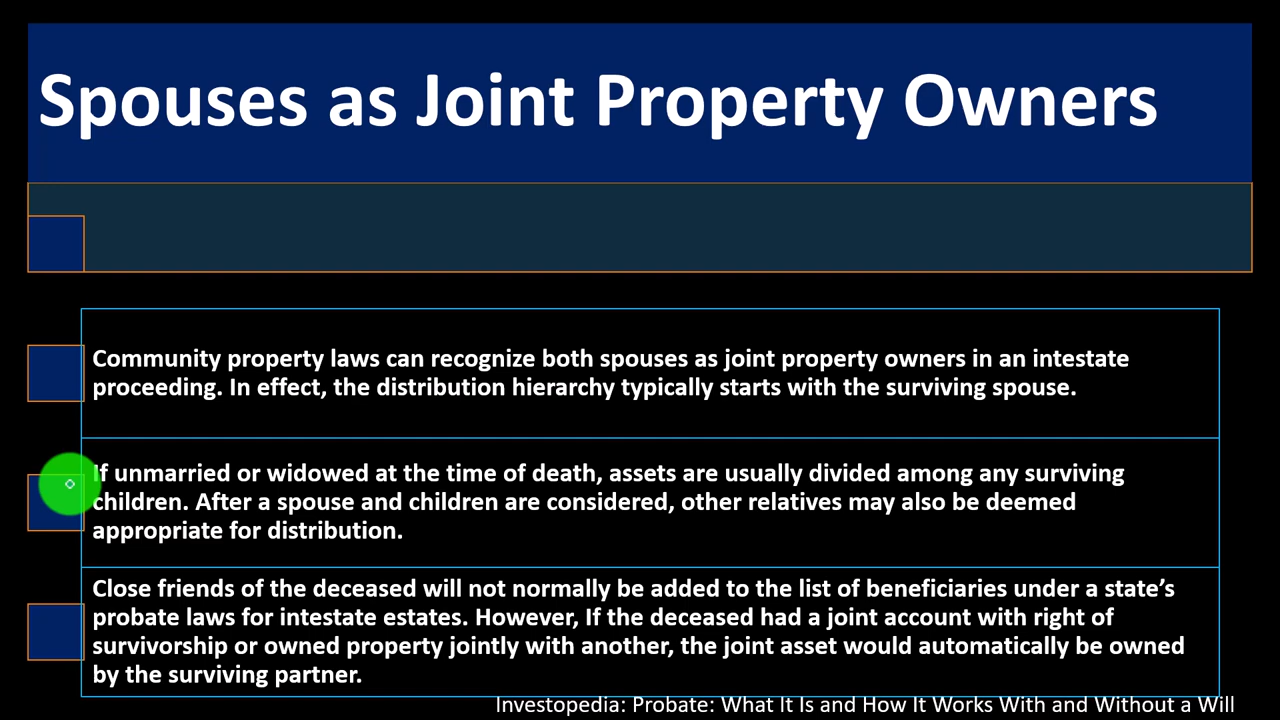 Spouses as Joint Property Owners
Community property laws can recognize both spouses as joint property owners in an intestate
proceeding. In effect, the distribution hierarchy typically starts with the surviving spouse.
If unmarried or widowed at the time of death, assets are usually divided among any surviving
children. After a spouse and children are considered, other relatives may also be deemed
appropriate for distribution.
Close friends of the deceased will not normally be added to the list of beneficiaries under a state’s
probate laws for intestate estates. However, If the deceased had a joint account with right of
survivorship or owned property jointly with another, the joint asset would automatically be owned
by the surviving partner.
Investopedia: Probate: What It Is and How It Works With and Without a Will